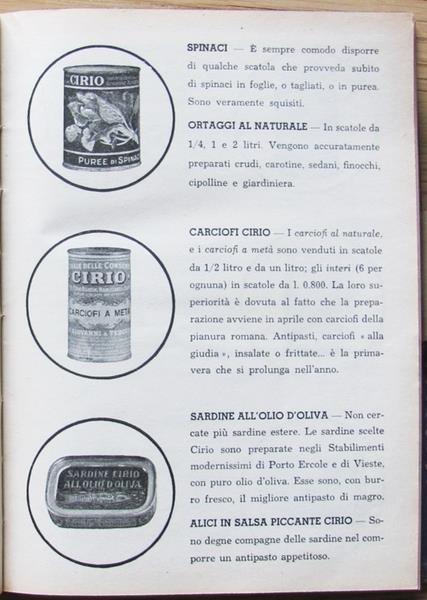 CIRIO
PUREE DI SPINACI
SPINACI — È sempre comodo disporre
di qualche scatola che provveda subito
di spinaci in foglie, o tagliati, o in purea.
Sono veramente squisiti.
ORTAGGI AL NATURALE — In scatole da
1/4, 1 e 2 litri. Vengono accuratamente
preparati crudi, carotine, sedani, finocchi,
cipolline e giardiniera.
CIRIO
CARCIOFI A META
CARCIOFI CIRIO — I carciofi al naturale,
e i carciofi a metà sono venduti in scatole
da 1/2 litro e da un litro; gli interi (6 per
ognuna) in scatole da l. 0.800. La loro su-
periorità è dovuta al fatto che la prepa-
razione avviene in aprile con carciofi della
pianura romana. Antipasti, carciofi « alla
giudia », insalate o frittate... è la prima-
vera che si prolunga nell'anno.
SARDINE CIRIO
ALL'OLIO D'OLIVA
SARDINE ALL'OLIO D'OLIVA — Non cer-
cate più sardine estere. Le sardine scelte
Cirio sono preparate negli Stabilimenti
modernissimi di Porto Ercole e di Vieste,
con puro olio d'oliva. Esse sono, con bur-
ro fresco, il migliore antipasto di magro.
ALICI IN SALSA PICCANTE CIRIO — So-
no degne compagne delle sardine nel com-
porre un antipasto appetitoso.